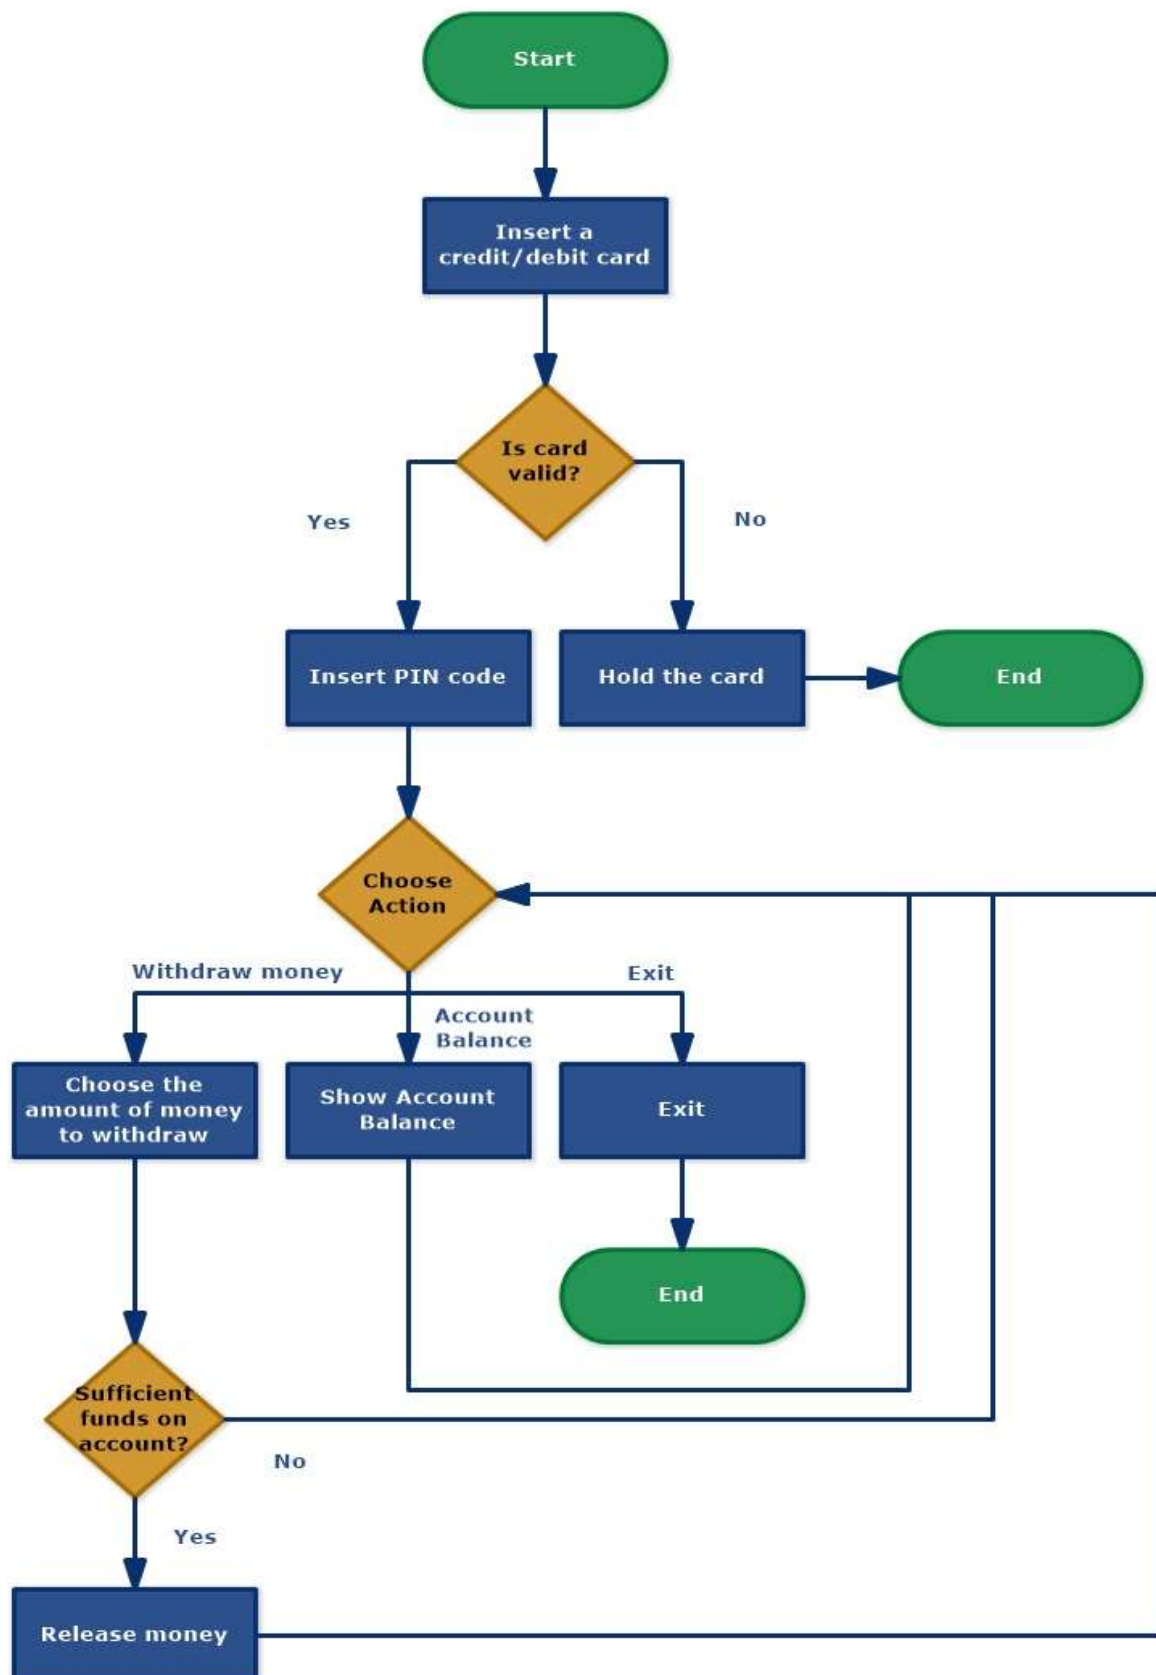 Start
Insert a
credit/debit card
Is card
valid?
Yes
No
Insert PIN code
Hold the card
End
Choose
Action
Withdraw money
Exit
Account
Balance
Choose the
amount of money
to withdraw
Show Account
Balance
Exit
End
Sufficient
funds on
account?
No
Yes
Release money